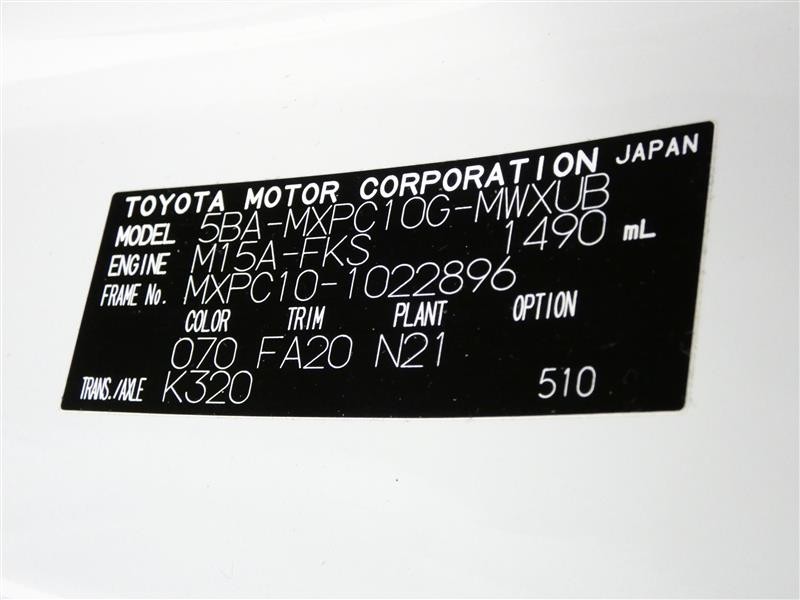 TOYOTA MOTOR CORPORATION JAPAN
MODEL 5BA-MXPC10G-MWXUB
ENGINE M15A-FKS 1490 mL
FRAME No. MXPC10-1022896
COLOR TRIM PLANT OPTION
070 FA20 N21
TRANS./AXLE K320 510